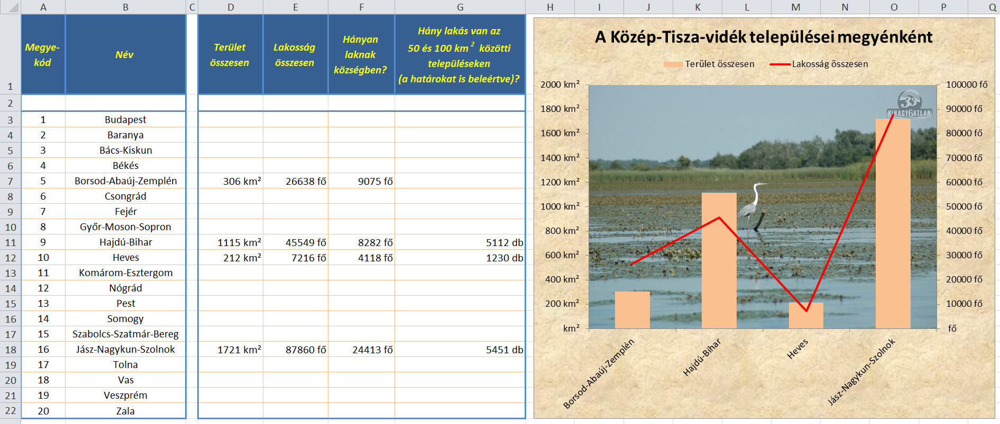 A B C D E F G H I J K L M N O P Q
1 Megye-kód Név Terület összesen Lakosság összesen Hányan laknak községben? Hány lakás van az 50 és 100 km² közötti településeken (a határokat is beleértve)?
2
3 1 Budapest
4 2 Baranya
5 3 Bács-Kiskun
6 4 Békés
7 5 Borsod-Abaúj-Zemplén 306 km² 26638 fő 9075 fő
8 6 Csongrád
9 7 Fejér
10 8 Győr-Moson-Sopron
11 9 Hajdú-Bihar 1115 km² 45549 fő 8282 fő 5112 db
12 10 Heves 212 km² 7216 fő 4118 fő 1230 db
13 11 Komárom-Esztergom
14 12 Nógrád
15 13 Pest
16 14 Somogy
17 15 Szabolcs-Szatmár-Bereg
18 16 Jász-Nagykun-Szolnok 1721 km² 87860 fő 24413 fő 5451 db
19 17 Tolna
20 18 Vas
21 19 Veszprém
22 20 Zala
A Közép-Tisza-vidék települései megyénként
Terület összesen Lakosság összesen
2000 km² 100000 fő
1800 km² 90000 fő
1600 km² 80000 fő
1400 km² 70000 fő
1200 km² 60000 fő
1000 km² 50000 fő
800 km² 40000 fő
600 km² 30000 fő
400 km² 20000 fő
200 km² 10000 fő
km² fő
33
KIHAGY6ATLAN
Borsod-Abaúj-Zemplén
Hajdú-Bihar
Heves
Jász-Nagykun-Szolnok